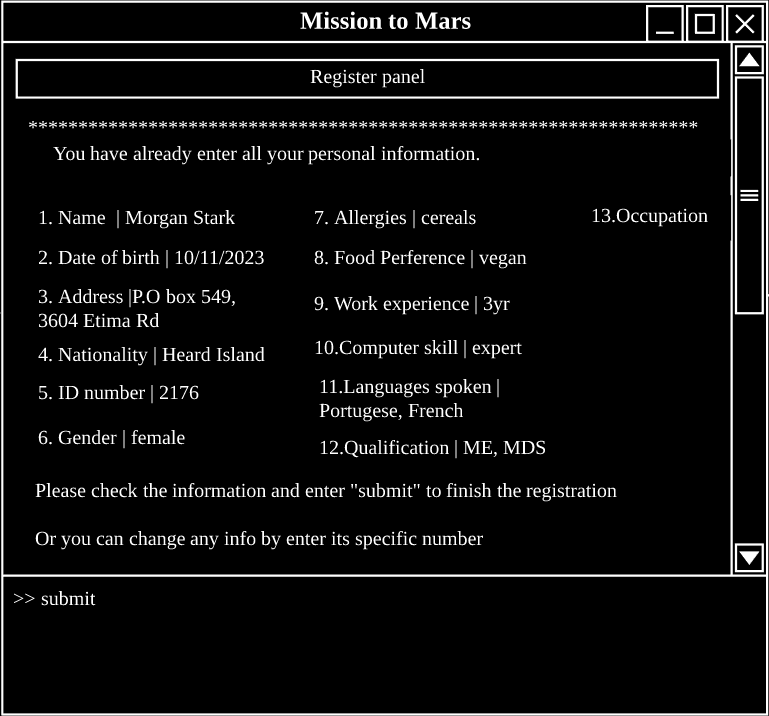 Mission to Mars
Register panel
*******************************************************************
You have already enter all your personal information.
1. Name | Morgan Stark
2. Date of birth | 10/11/2023
3. Address |P.O box 549,
3604 Etima Rd
4. Nationality | Heard Island
5. ID number | 2176
6. Gender | female
7. Allergies | cereals
8. Food Perference | vegan
9. Work experience | 3yr
10.Computer skill | expert
11.Languages spoken |
Portugese, French
12.Qualification | ME, MDS
13.Occupation
Please check the information and enter "submit" to finish the registration
Or you can change any info by enter its specific number
>> submit